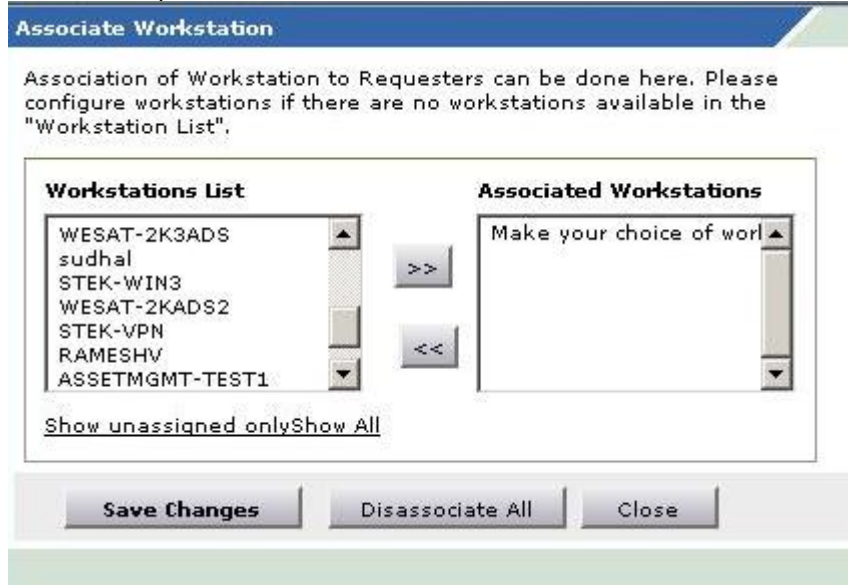 Associate Workstation
Association of Workstation to Requesters can be done here. Please
configure workstations if there are no workstations available in the
"Workstation List".
Workstations List
WESAT-2K3ADS
sudhal
STEK-WIN3
WESAT-2KADS2
STEK-VPN
RAMESHV
ASSETMGMT-TEST1
>>
<<
Associated Workstations
Make your choice of worl
Show unassigned onlyShow All
Save Changes
Disassociate All
Close